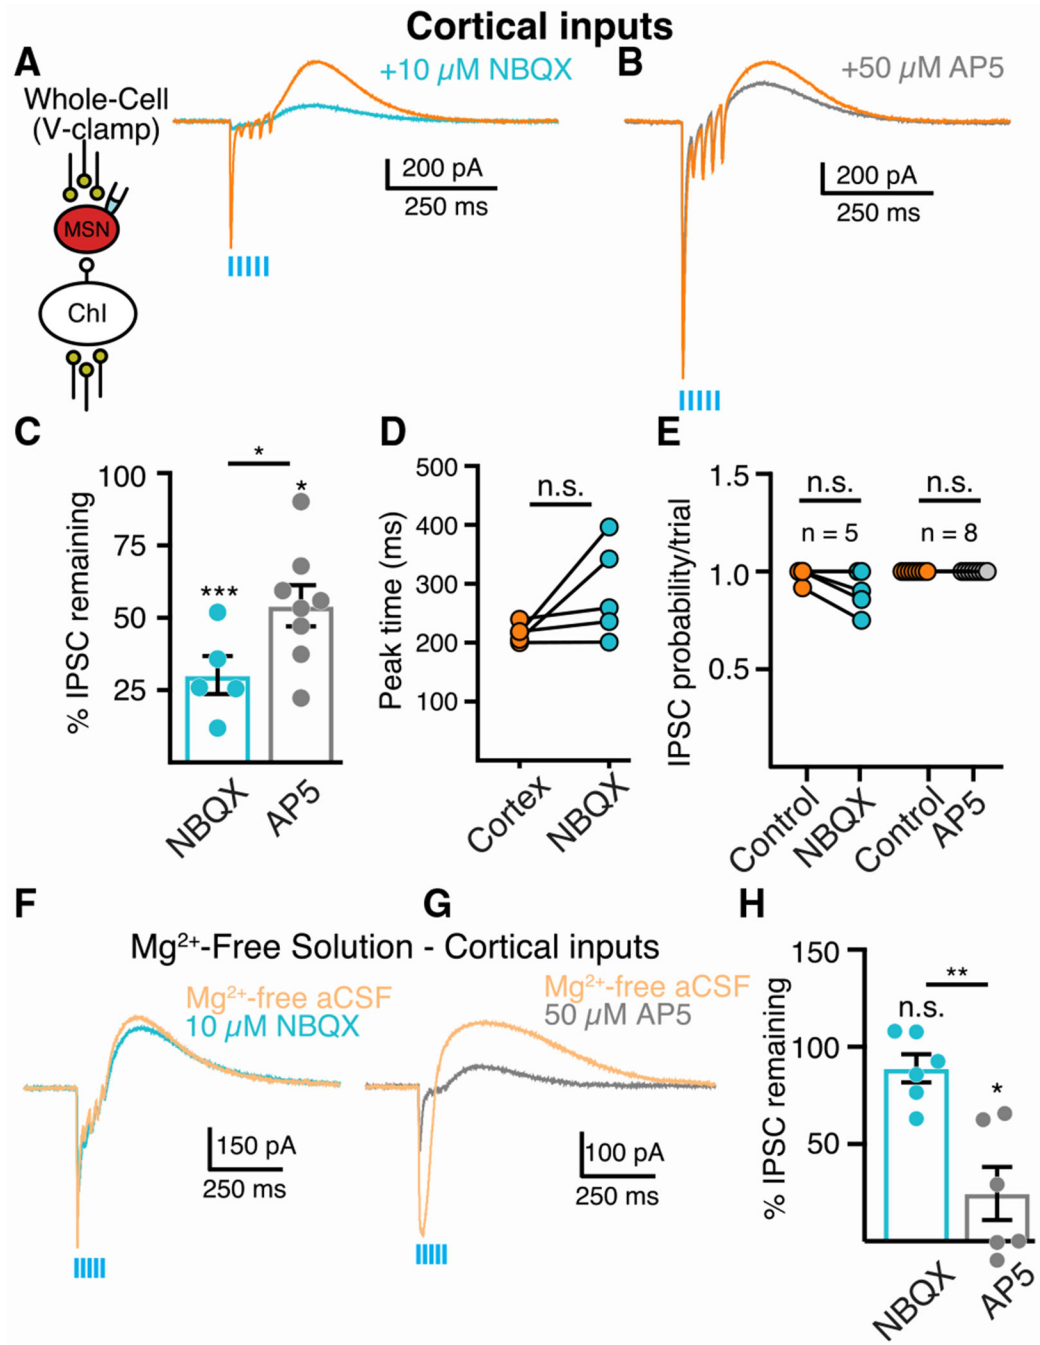 Cortical inputs
A
Whole-Cell
(V-clamp)
MSN
ChI
+10 µM NBQX
200 pA
250 ms
B
+50 µM AP5
200 pA
250 ms
C
% IPSC remaining
100
75
50
25
*
***
*
NBQX
AP5
D
Peak time (ms)
500
400
300
200
100
n.s.
Cortex
NBQX
E
IPSC probability/trial
1.5
1.0
0.5
n.s.
n.s.
n = 5
n = 8
Control
NBQX
Control
AP5
F
G
Mg²⁺-Free Solution - Cortical inputs
Mg²⁺-free aCSF
10 µM NBQX
150 pA
250 ms
Mg²⁺-free aCSF
50 µM AP5
100 pA
250 ms
H
% IPSC remaining
150
100
50
**
n.s.
*
NBQX
AP5